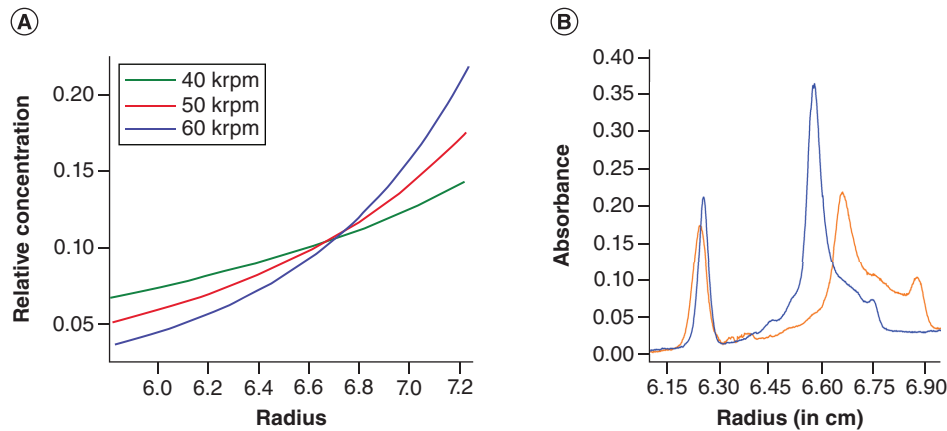 A
Relative concentration
0.20
0.15
0.10
0.05
40 krpm
50 krpm
60 krpm
6.0 6.2 6.4 6.6 6.8 7.0 7.2
Radius
B
Absorbance
0.40
0.35
0.30
0.25
0.20
0.15
0.10
0.05
0.00
6.15 6.30 6.45 6.60 6.75 6.90
Radius (in cm)